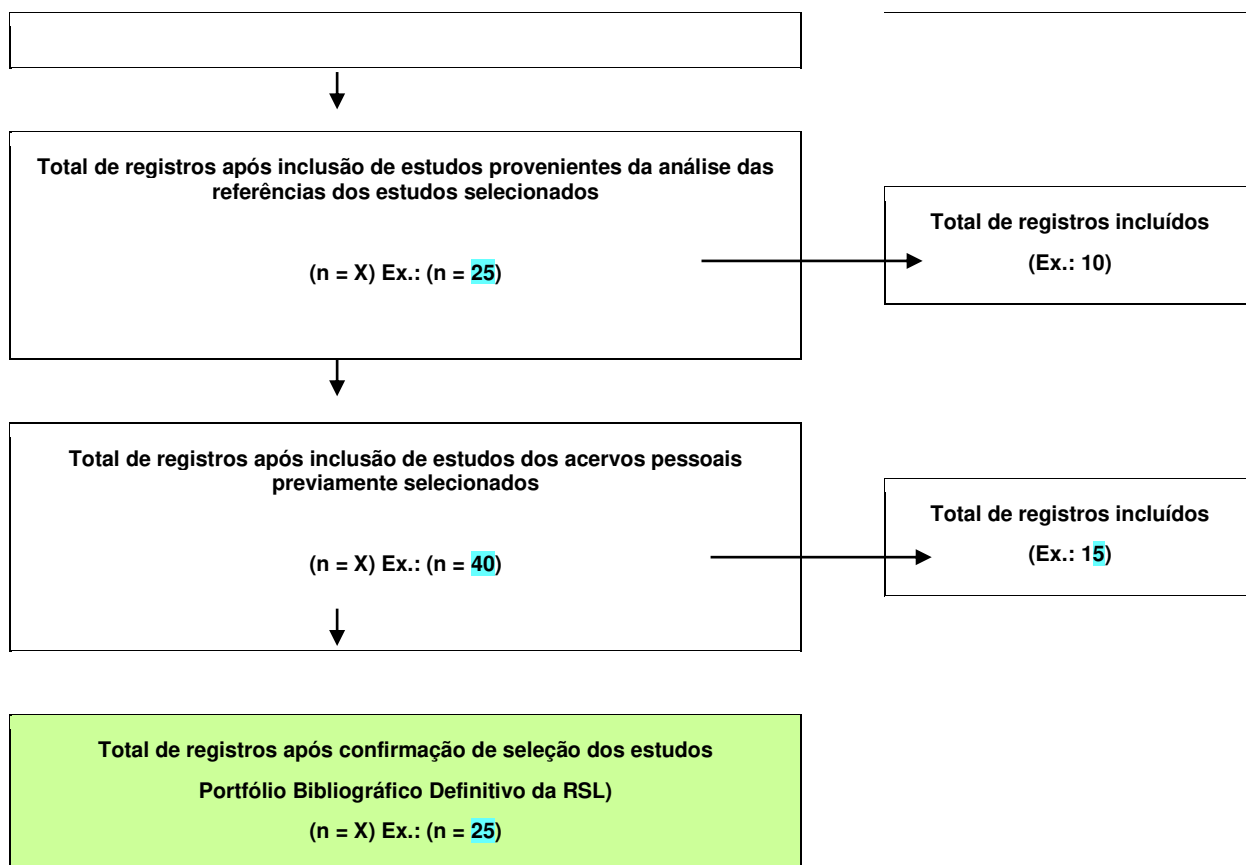 Total de registros após inclusão de estudos provenientes da análise das
referências dos estudos selecionados
(n = X) Ex.: (n = 25)
Total de registros incluídos
(Ex.: 10)
Total de registros após inclusão de estudos dos acervos pessoais
previamente selecionados
(n = X) Ex.: (n = 40)
Total de registros incluídos
(Ex.: 15)
Total de registros após confirmação de seleção dos estudos
Portfólio Bibliográfico Definitivo da RSL)
(n = X) Ex.: (n = 25)